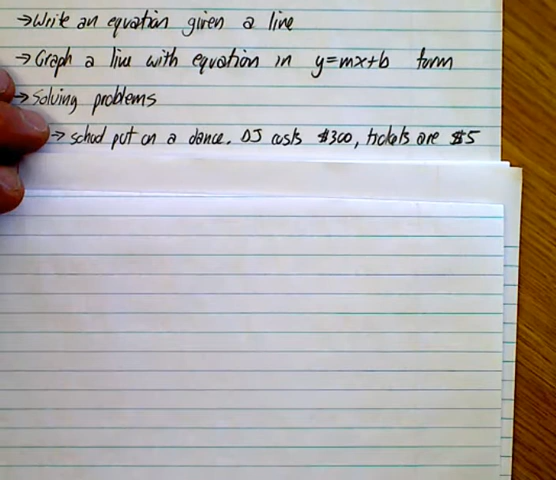 →Write an equation given a line
→Graph a line with equation in y=mx+b form
→Solving problems
→ school put on a dance. DJ costs $300, tickets are $5